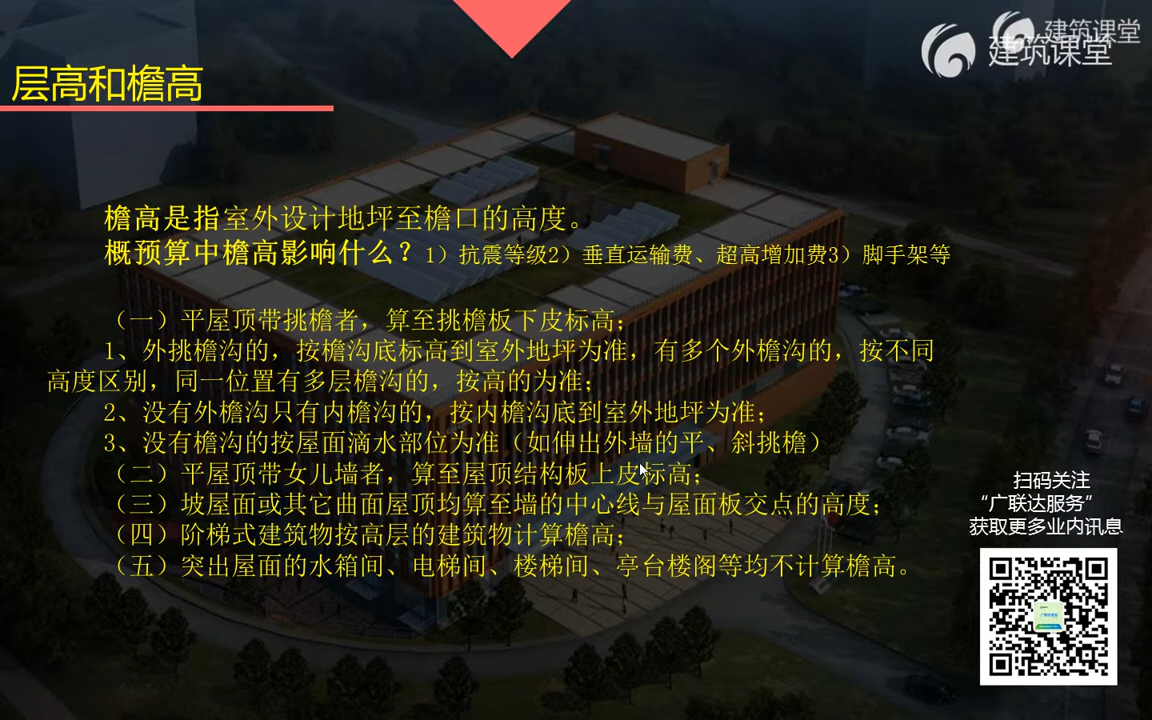 建筑课堂
建筑课堂
层高和檐高
檐高是指室外设计地坪至檐口的高度。
概预算中檐高影响什么？1）抗震等级2）垂直运输费、超高增加费3）脚手架等
（一）平屋顶带挑檐者，算至挑檐板下皮标高；
1、外挑檐沟的，按檐沟底标高到室外地坪为准，有多个外檐沟的，按不同
高度区别，同一位置有多层檐沟的，按高的为准；
2、没有外檐沟只有内檐沟的，按内檐沟底到室外地坪为准；
3、没有檐沟的按屋面滴水部位为准（如伸出外墙的平、斜挑檐）
（二）平屋顶带女儿墙者，算至屋顶结构板上皮标高；
（三）坡屋面或其它曲面屋顶均算至墙的中心线与屋面板交点的高度；
（四）阶梯式建筑物按高层的建筑物计算檐高；
（五）突出屋面的水箱间、电梯间、楼梯间、亭台楼阁等均不计算檐高。
扫码关注
“广联达服务”
获取更多业内讯息